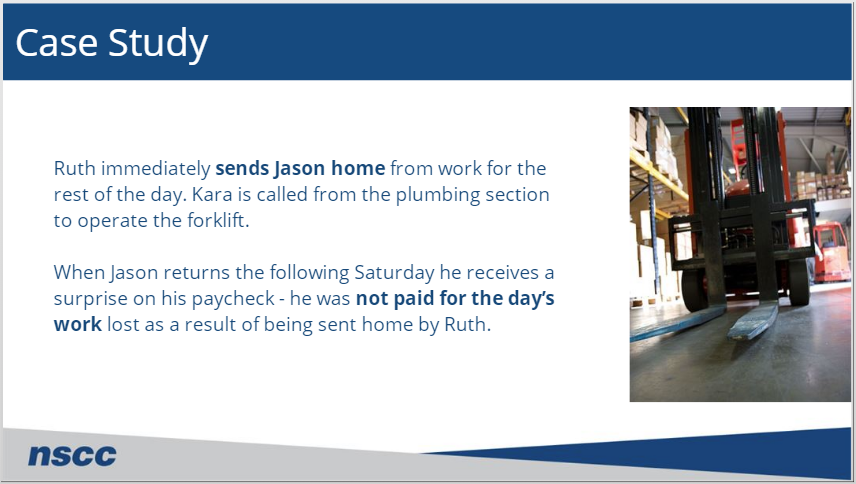 Case Study
Ruth immediately sends Jason home from work for the
rest of the day. Kara is called from the plumbing section
to operate the forklift.
When Jason returns the following Saturday he receives a
surprise on his paycheck - he was not paid for the day’s
work lost as a result of being sent home by Ruth.
nscc